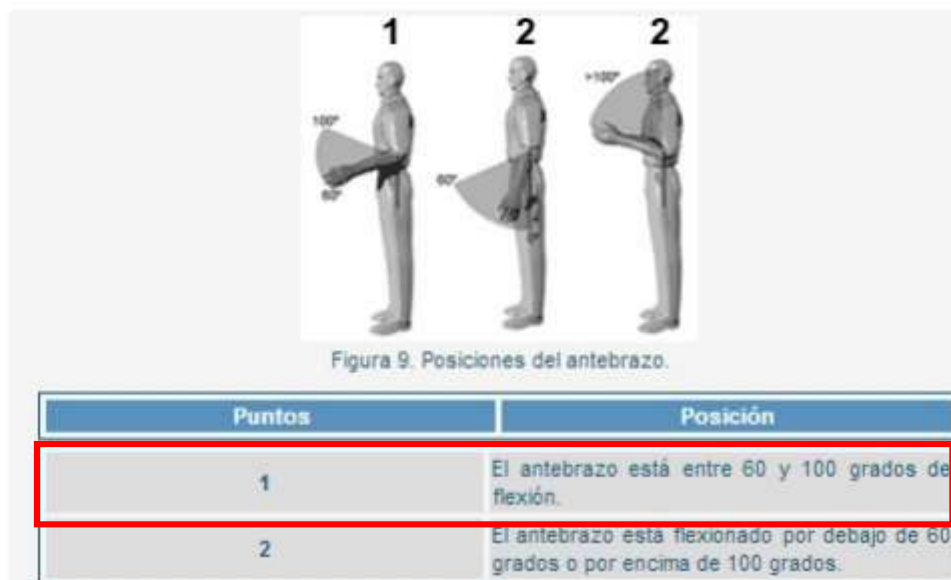 1 2 2
100°
60°
60°
>100°
Figura 9. Posiciones del antebrazo.
Puntos Posición
1 El antebrazo está entre 60 y 100 grados de
flexión.
2 El antebrazo está flexionado por debajo de 60
grados o por encima de 100 grados.